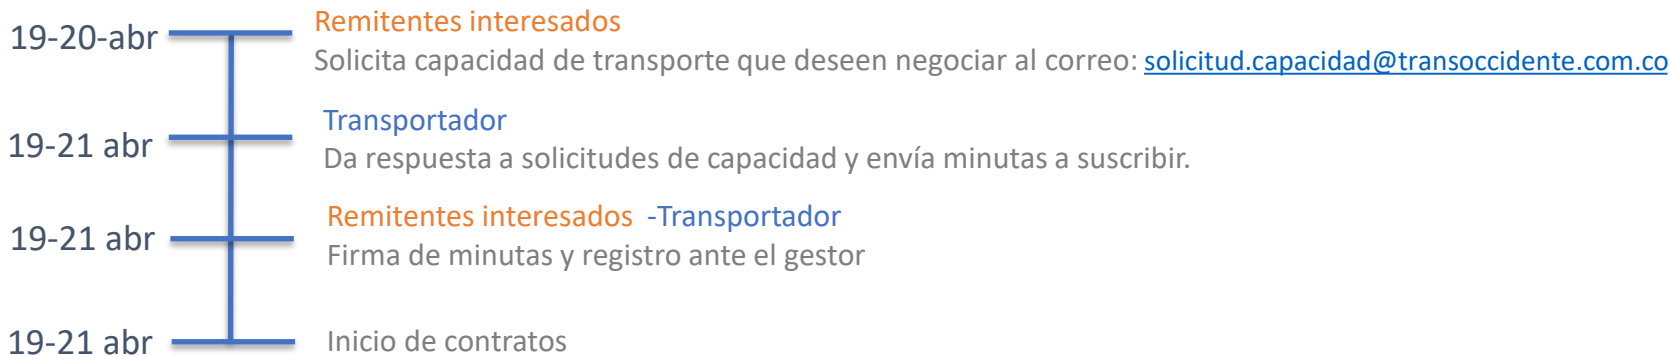 19-20-abr
Remitentes interesados
Solicita capacidad de transporte que deseen negociar al correo: solicitud.capacidad@transoccidente.com.co
19-21 abr
Transportador
Da respuesta a solicitudes de capacidad y envía minutas a suscribir.
19-21 abr
Remitentes interesados -Transportador
Firma de minutas y registro ante el gestor
19-21 abr
Inicio de contratos